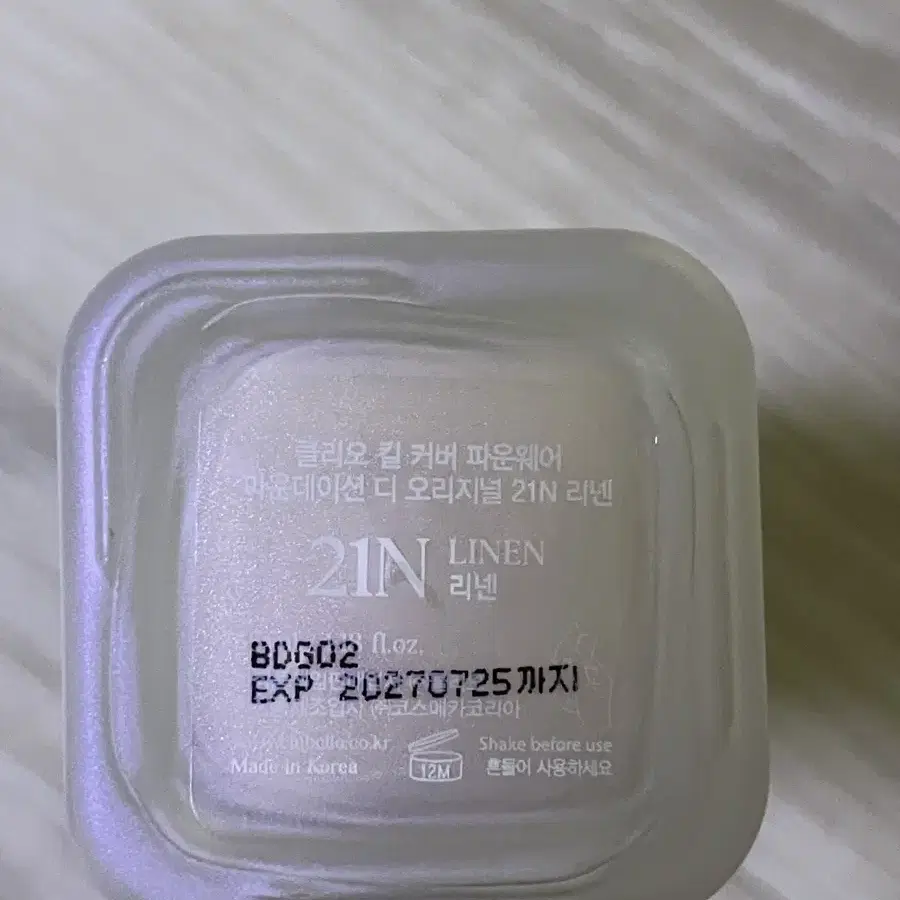 클리오 킬 커버 파운웨어
파운데이션 디 오리지널 21N 리넨
21N LINEN
리넨
fl.oz.
BDG02
EXP 20270725까지
㈜코스메카코리아
Made in Korea
12M
Shake before use
흔들어 사용하세요